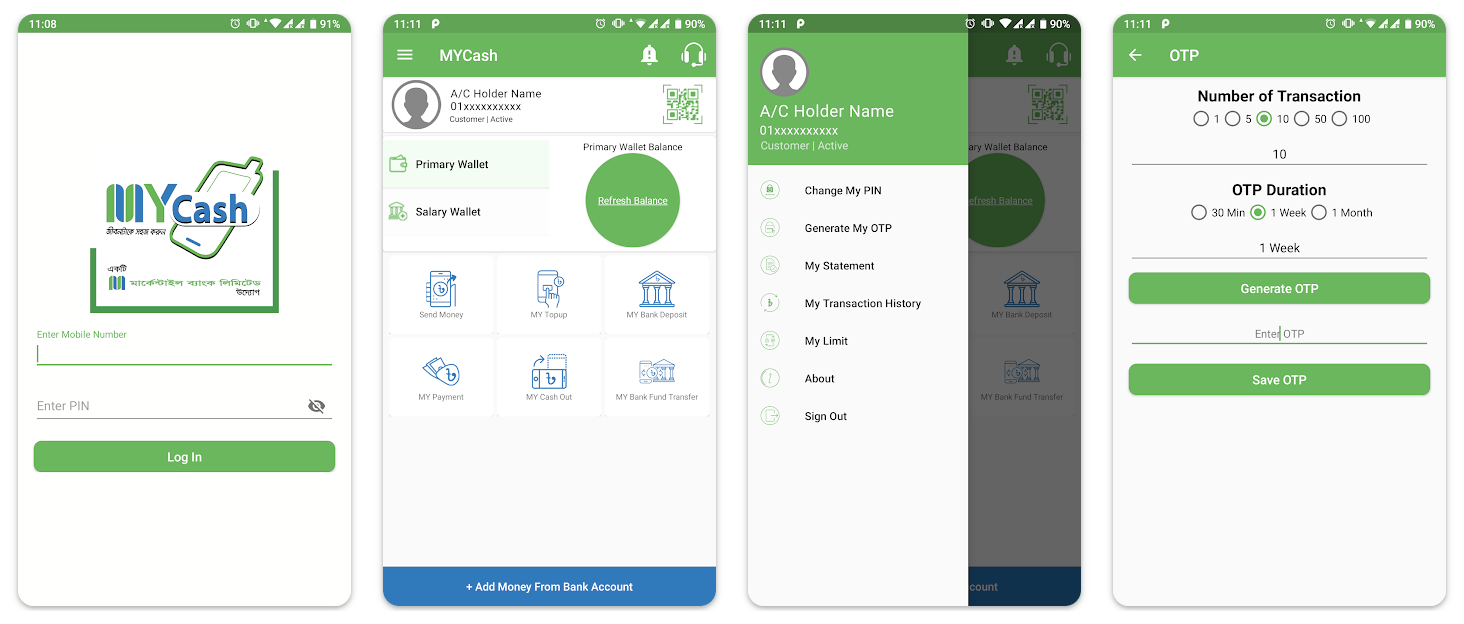 11:08
91%
MYCash
জীবনটাকে সহজ করুন
একটি
মার্কেন্টাইল ব্যাংক লিমিটেড
উদ্যোগ
Enter Mobile Number
Enter PIN
Log In
11:11
90%
MYCash
A/C Holder Name
01xxxxxxxxxx
Customer | Active
Primary Wallet
Salary Wallet
Primary Wallet Balance
Refresh Balance
Send Money
MY Topup
MY Bank Deposit
MY Payment
MY Cash Out
MY Bank Fund Transfer
+ Add Money From Bank Account
11:11
90%
A/C Holder Name
01xxxxxxxxxx
Customer | Active
Change My PIN
Generate My OTP
My Statement
My Transaction History
My Limit
About
Sign Out
ary Wallet Balance
efresh Balance
MY Bank Deposit
MY Bank Fund Transfer
ccount
11:11
90%
OTP
Number of Transaction
1 5 10 50 100
10
OTP Duration
30 Min 1 Week 1 Month
1 Week
Generate OTP
Enter OTP
Save OTP